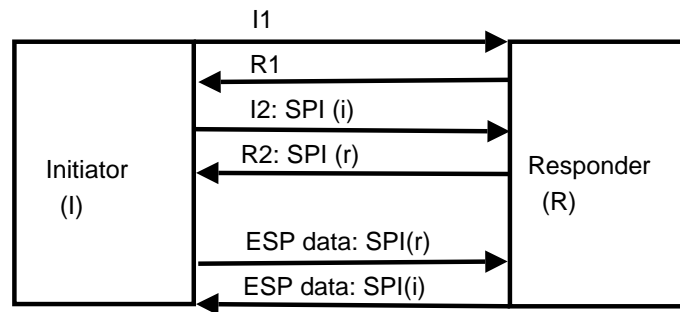 I1
R1
I2: SPI (i)
R2: SPI (r)
Initiator
(I)
Responder
(R)
ESP data: SPI(r)
ESP data: SPI(i)